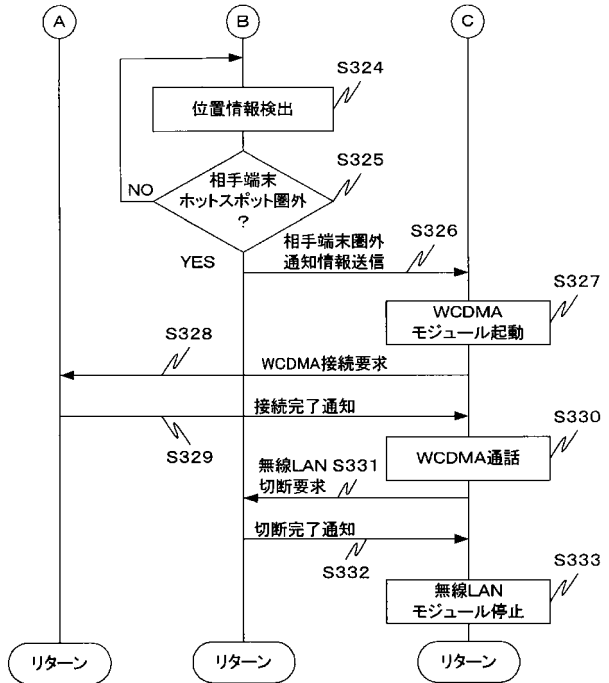 A
B
C
S324
位置情報検出
S325
相手端末
ホットスポット圏外
?
NO
YES
相手端末圏外
通知情報送信
S326
S327
WCDMA
モジュール起動
S328
WCDMA接続要求
接続完了通知
S329
S330
WCDMA通話
無線LAN S331
切断要求
切断完了通知
S332
S333
無線LAN
モジュール停止
リターン
リターン
リターン